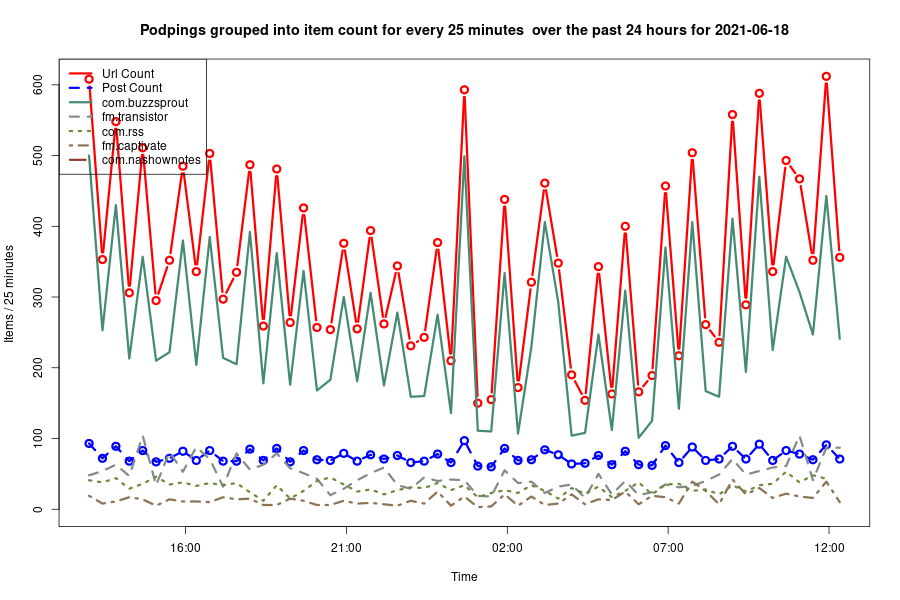 Podpings grouped into item count for every 25 minutes  over the past 24 hours for 2021-06-18
Url Count
Post Count
com.buzzsprout
fm.transistor
com.rss
fm.captivate
com.nashownotes
600
500
400
300
200
100
0
Items / 25 minutes
16:00
21:00
02:00
07:00
12:00
Time